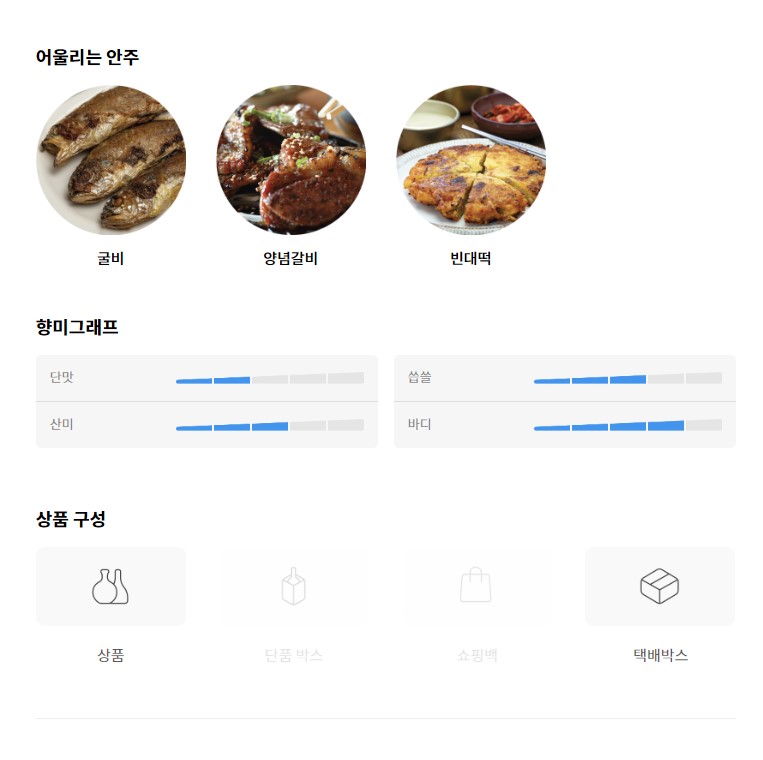 어울리는 안주
굴비 양념갈비 빈대떡
향미그래프
단맛 씁쓸
산미 바디
상품 구성
상품 단품 박스 쇼핑백 택배박스